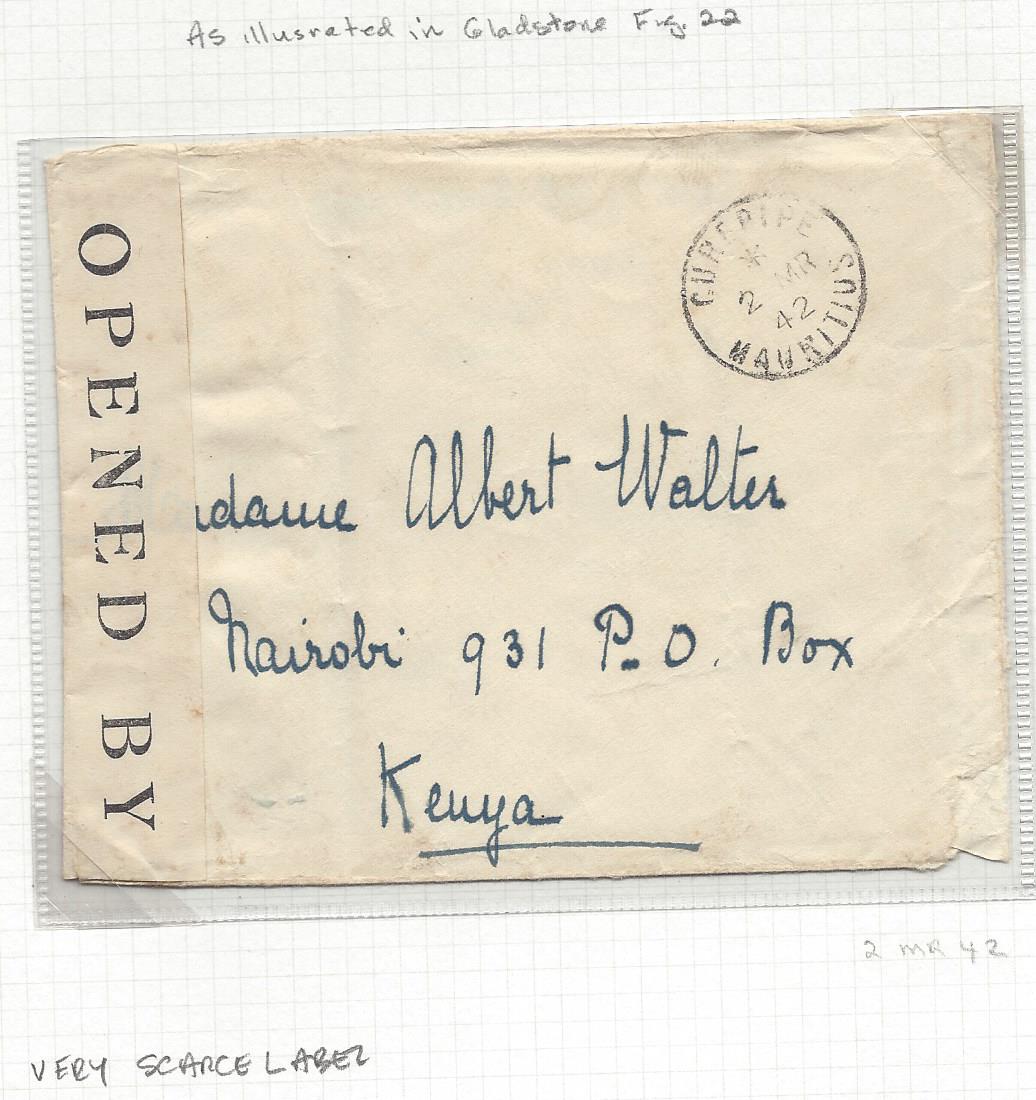 As illusrated in Gladstone Fig. 22
OPENED BY
CUREPIPE
* MR
2 42
MAURITIUS
adame Albert Walter
Nairobi 931 P.O. Box
Kenya
2 MR 42
VERY SCARCE LABEL